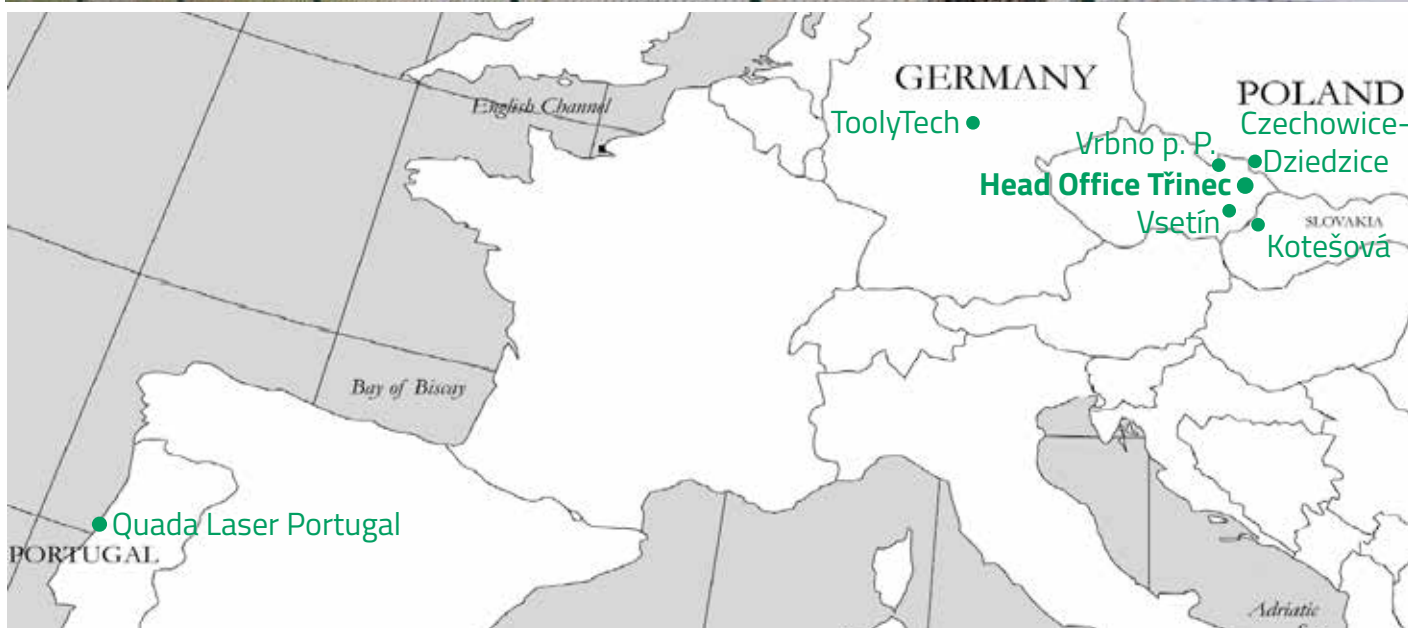 GERMANY
POLAND
English Channel
ToolyTech
Czechowice-
Dziedzice
Vrbno p. P.
Head Office Třinec
Vsetín
SLOVAKIA
Kotešová
Bay of Biscay
Quada Laser Portugal
PORTUGAL
Adriatic